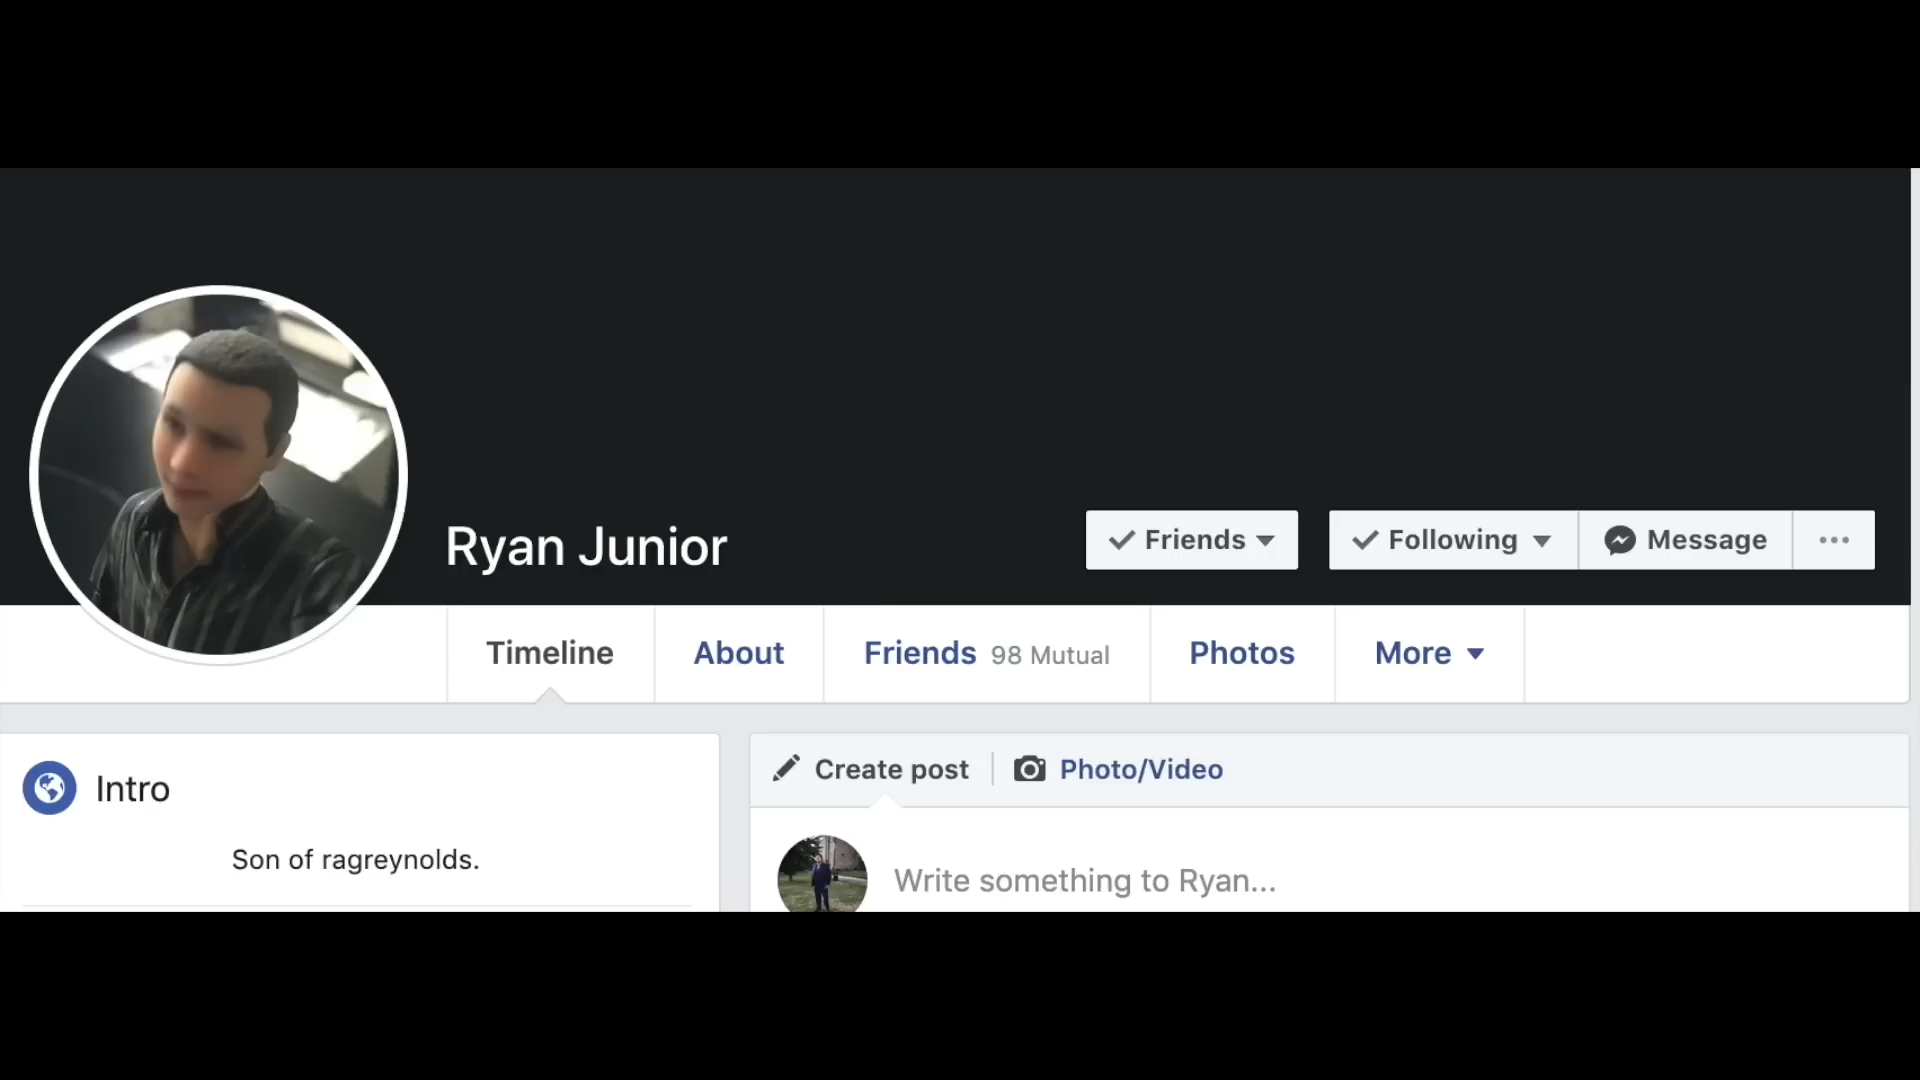 Ryan Junior
Friends
Following
Message
Timeline
About
Friends 98 Mutual
Photos
More
Intro
Son of ragreynolds.
Create post
Photo/Video
Write something to Ryan...